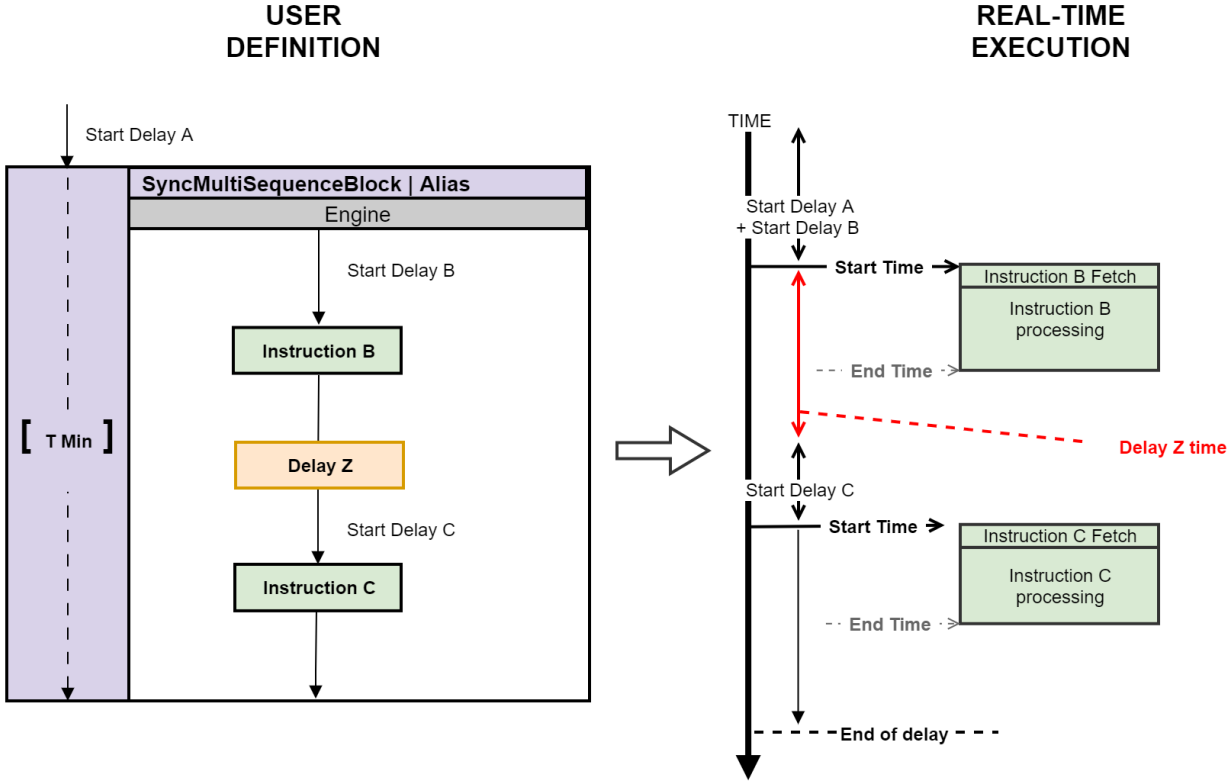 USER
DEFINITION
REAL-TIME
EXECUTION
Start Delay A
SyncMultiSequenceBlock | Alias
Engine
Start Delay B
Instruction B
[ T Min ]
Delay Z
Start Delay C
Instruction C
TIME
Start Delay A
+ Start Delay B
Start Time
Instruction B Fetch
Instruction B
processing
End Time
Delay Z time
Start Delay C
Start Time
Instruction C Fetch
Instruction C
processing
End Time
End of delay